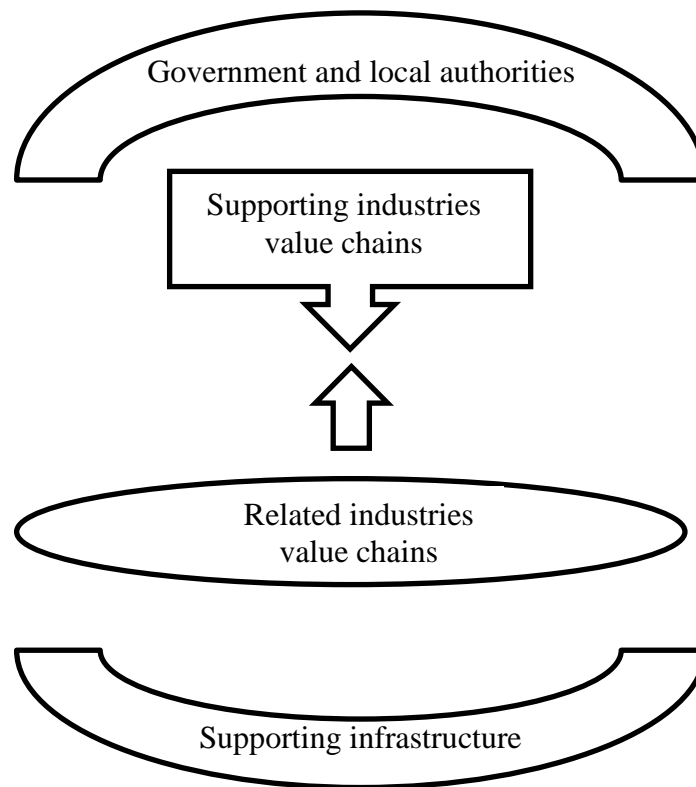 Government and local authorities
Supporting industries
value chains
Related industries
value chains
Supporting infrastructure